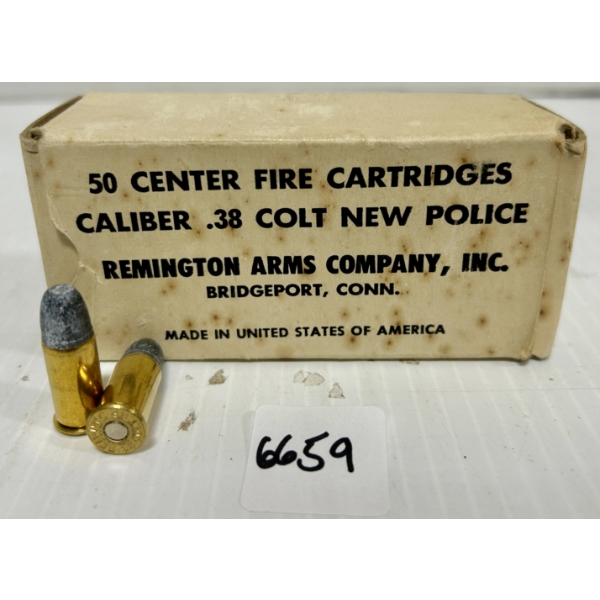 50 CENTER FIRE CARTRIDGES
CALIBER .38 COLT NEW POLICE
REMINGTON ARMS COMPANY, INC.
BRIDGEPORT, CONN.
MADE IN UNITED STATES OF AMERICA
6659